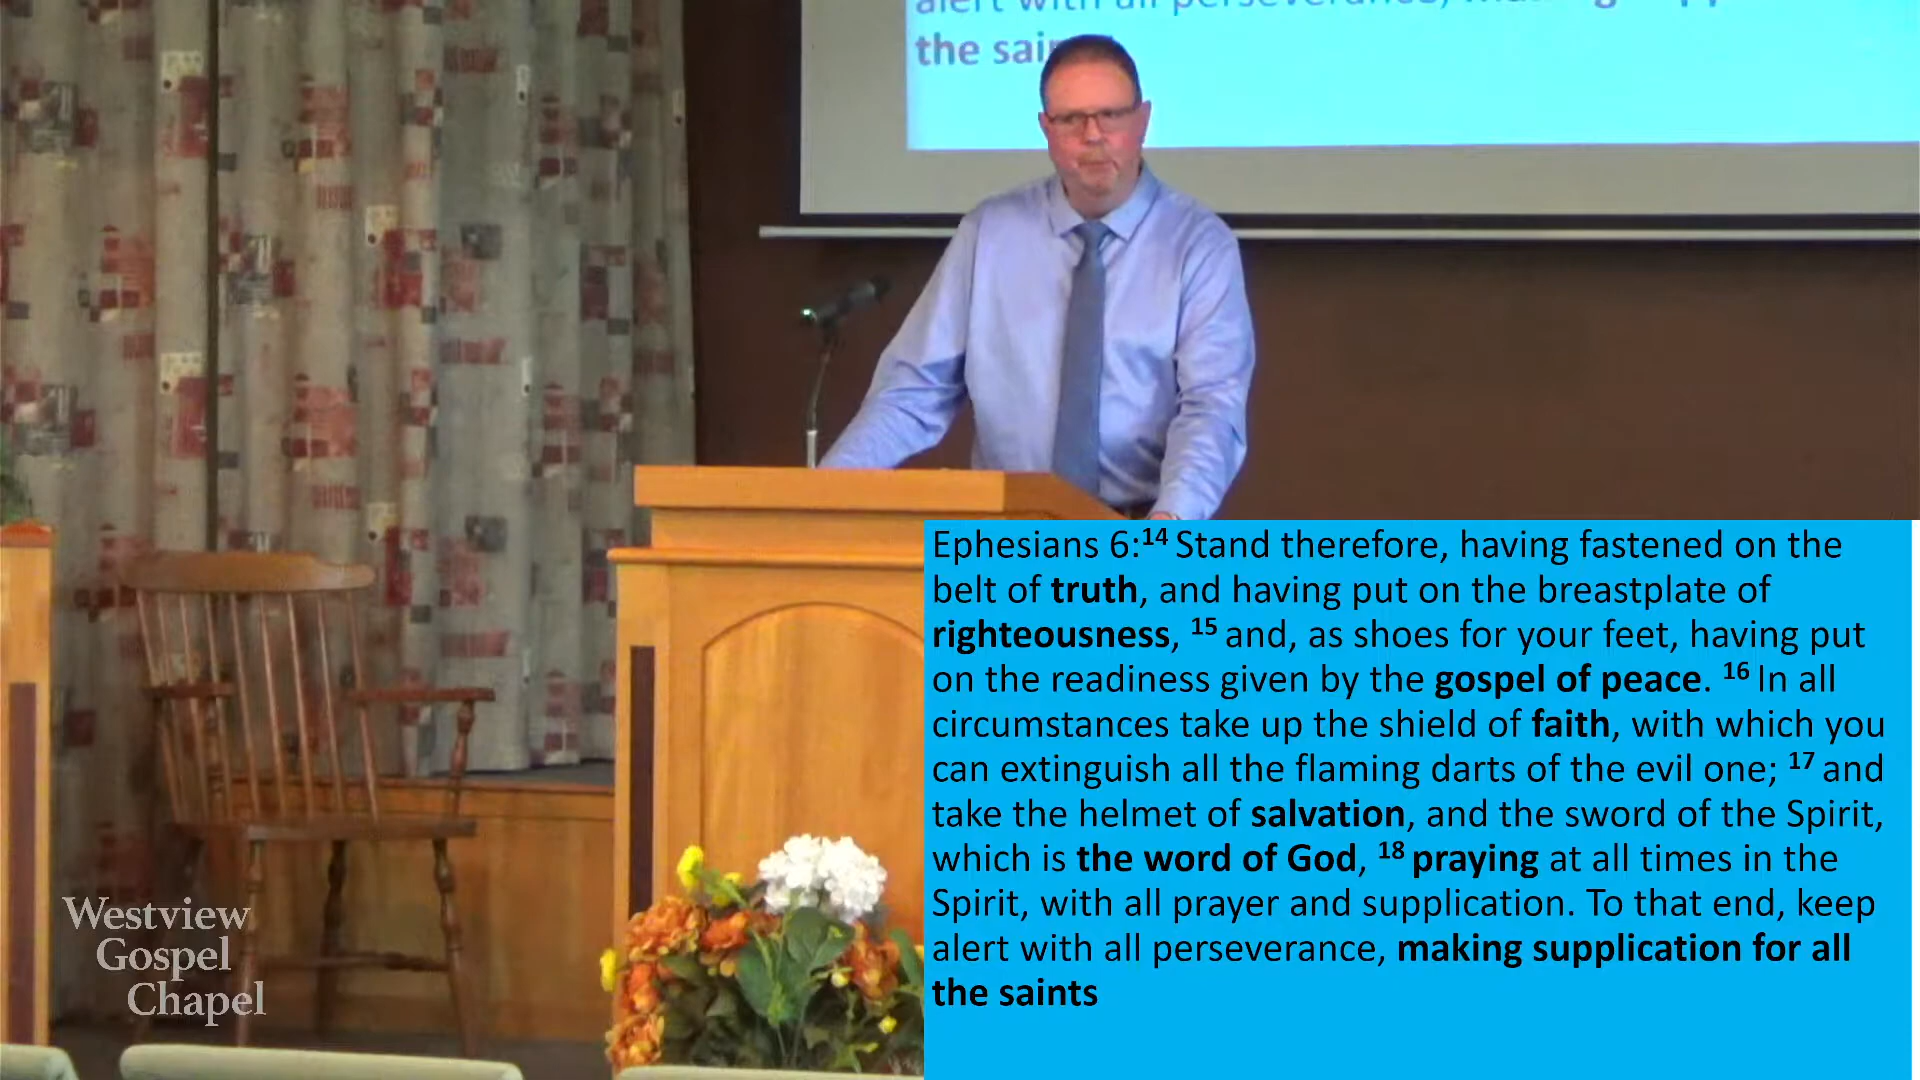 alert with all perseverance,
the sai
Ephesians 6:14 Stand therefore, having fastened on the
belt of truth, and having put on the breastplate of
righteousness, 15 and, as shoes for your feet, having put
on the readiness given by the gospel of peace. 16 In all
circumstances take up the shield of faith, with which you
can extinguish all the flaming darts of the evil one; 17 and
take the helmet of salvation, and the sword of the Spirit,
which is the word of God, 18 praying at all times in the
Spirit, with all prayer and supplication. To that end, keep
alert with all perseverance, making supplication for all
the saints
Westview
Gospel
Chapel